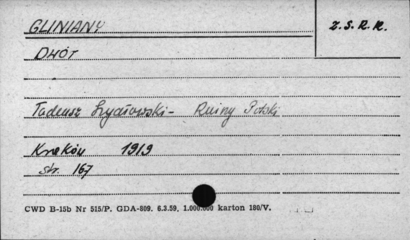 GLINIANY
Z.S.R.R.
DWÓR
Tadeusz Szydłowski - Ruiny Polski
Kraków 1919
str. 167
CWD B-15b Nr 515/P. GDA-809. 6.3.59. 1.000.000 karton 180/V.